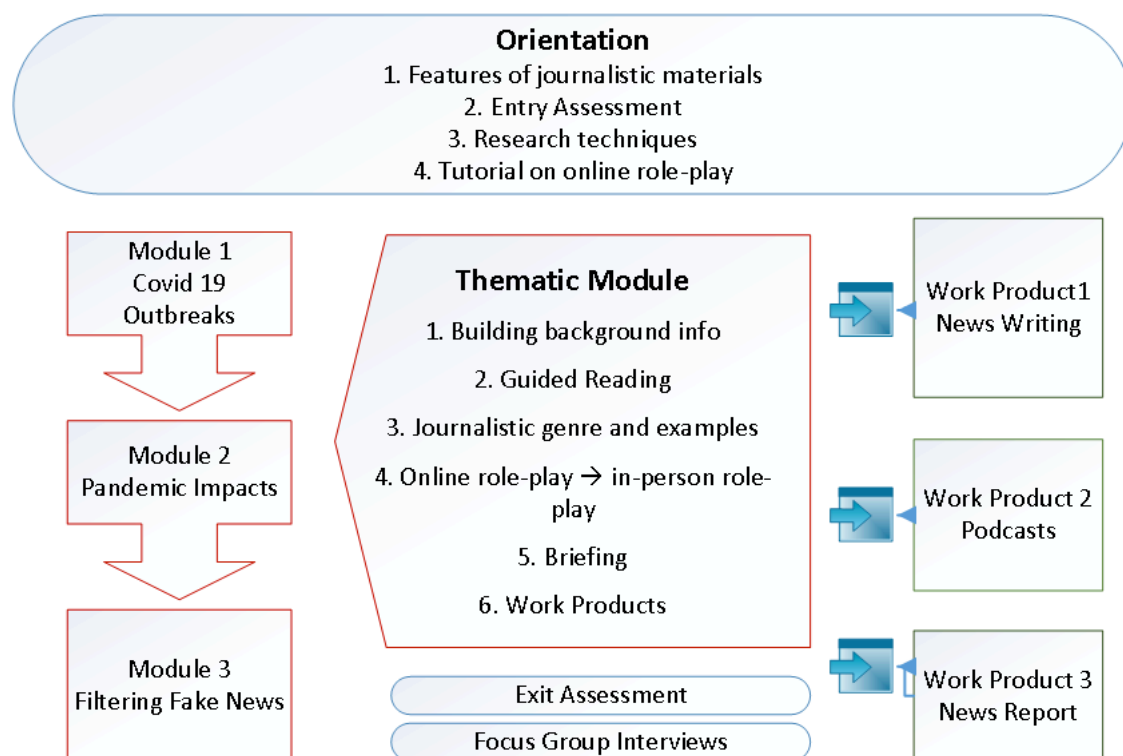 Orientation
1. Features of journalistic materials
2. Entry Assessment
3. Research techniques
4. Tutorial on online role-play
Module 1
Covid 19
Outbreaks
Module 2
Pandemic Impacts
Module 3
Filtering Fake News
Thematic Module
1. Building background info
2. Guided Reading
3. Journalistic genre and examples
4. Online role-play → in-person role-
play
5. Briefing
6. Work Products
Exit Assessment
Focus Group Interviews
Work Product1
News Writing
Work Product 2
Podcasts
Work Product 3
News Report